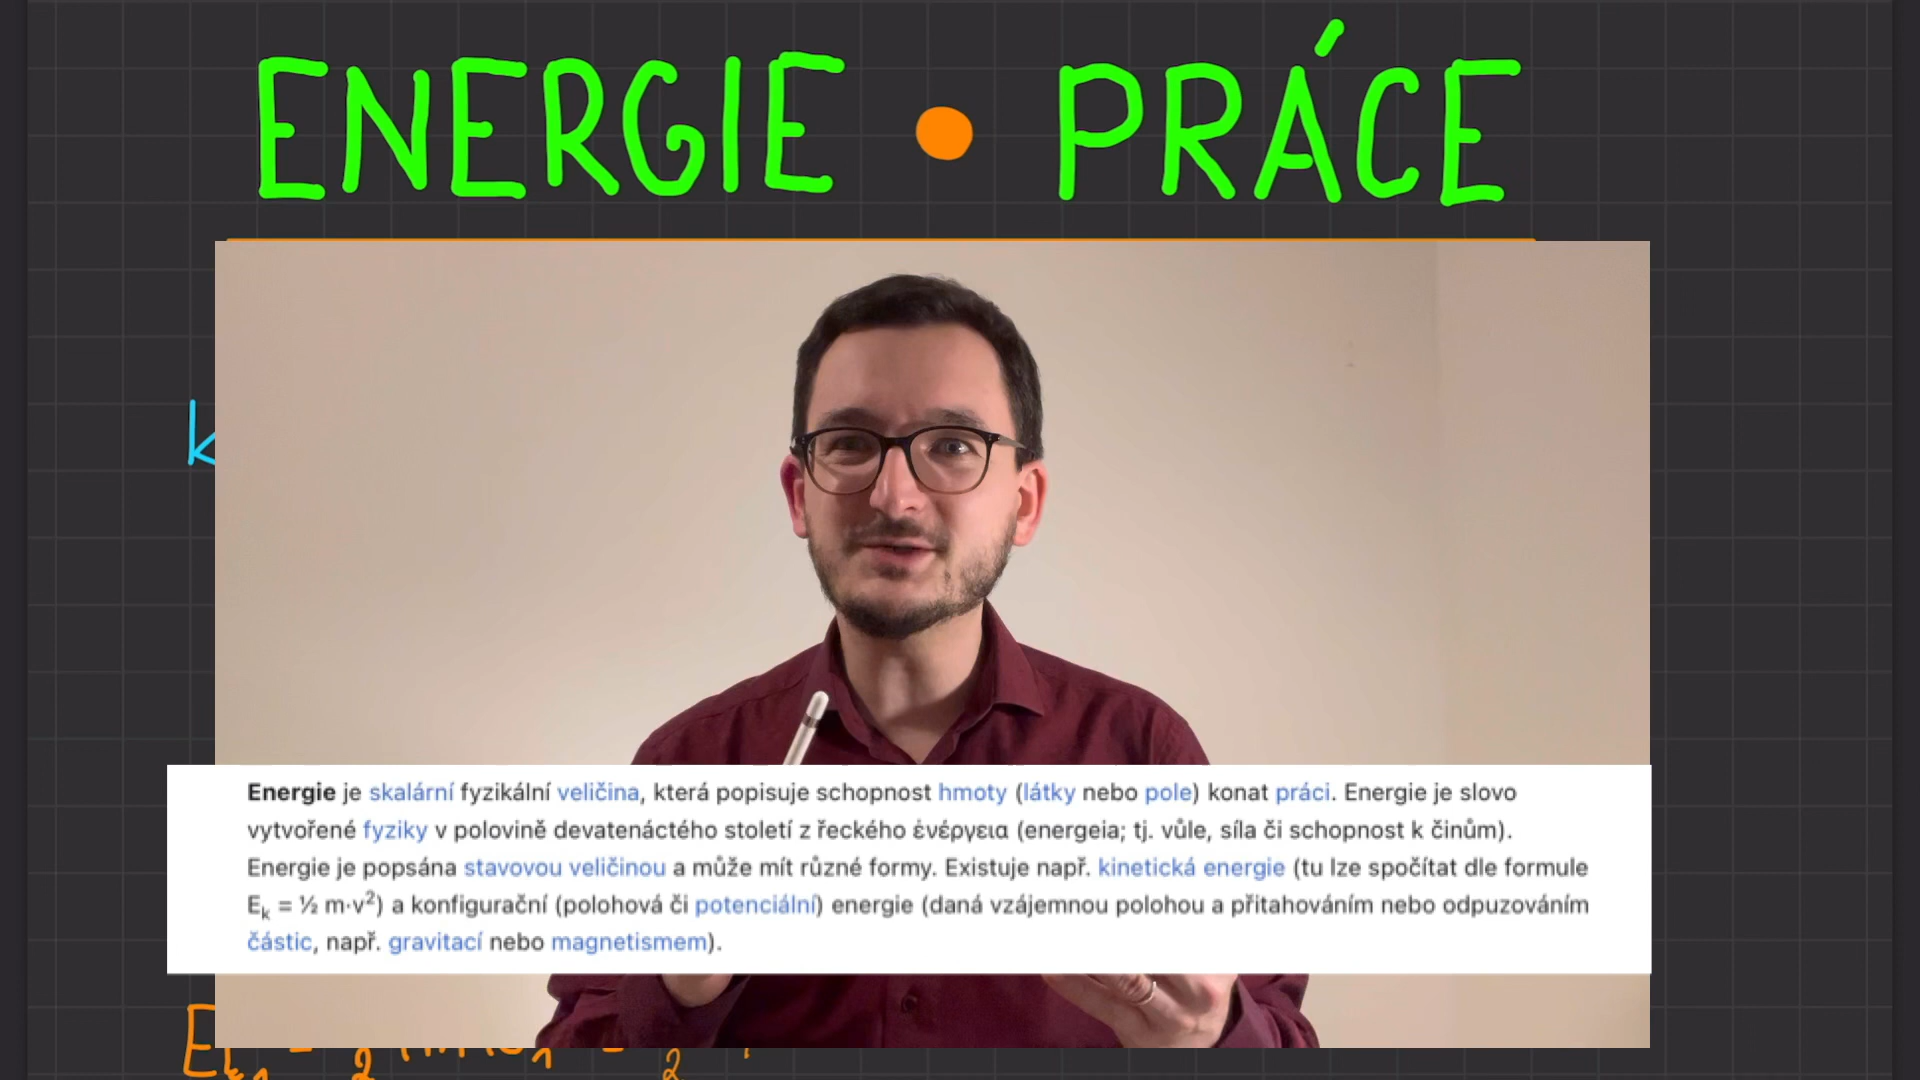 ENERGIE • PRÁCE
k
Energie je skalární fyzikální veličina, která popisuje schopnost hmoty (látky nebo pole) konat práci. Energie je slovo
vytvořené fyziky v polovině devatenáctého století z řeckého ἐνέργεια (energeia; tj. vůle, síla či schopnost k činům).
Energie je popsána stavovou veličinou a může mít různé formy. Existuje např. kinetická energie (tu lze spočítat dle formule
Eₖ = ½ m·v²) a konfigurační (polohová či potenciální) energie (daná vzájemnou polohou a přitahováním nebo odpuzováním
částic, např. gravitací nebo magnetismem).